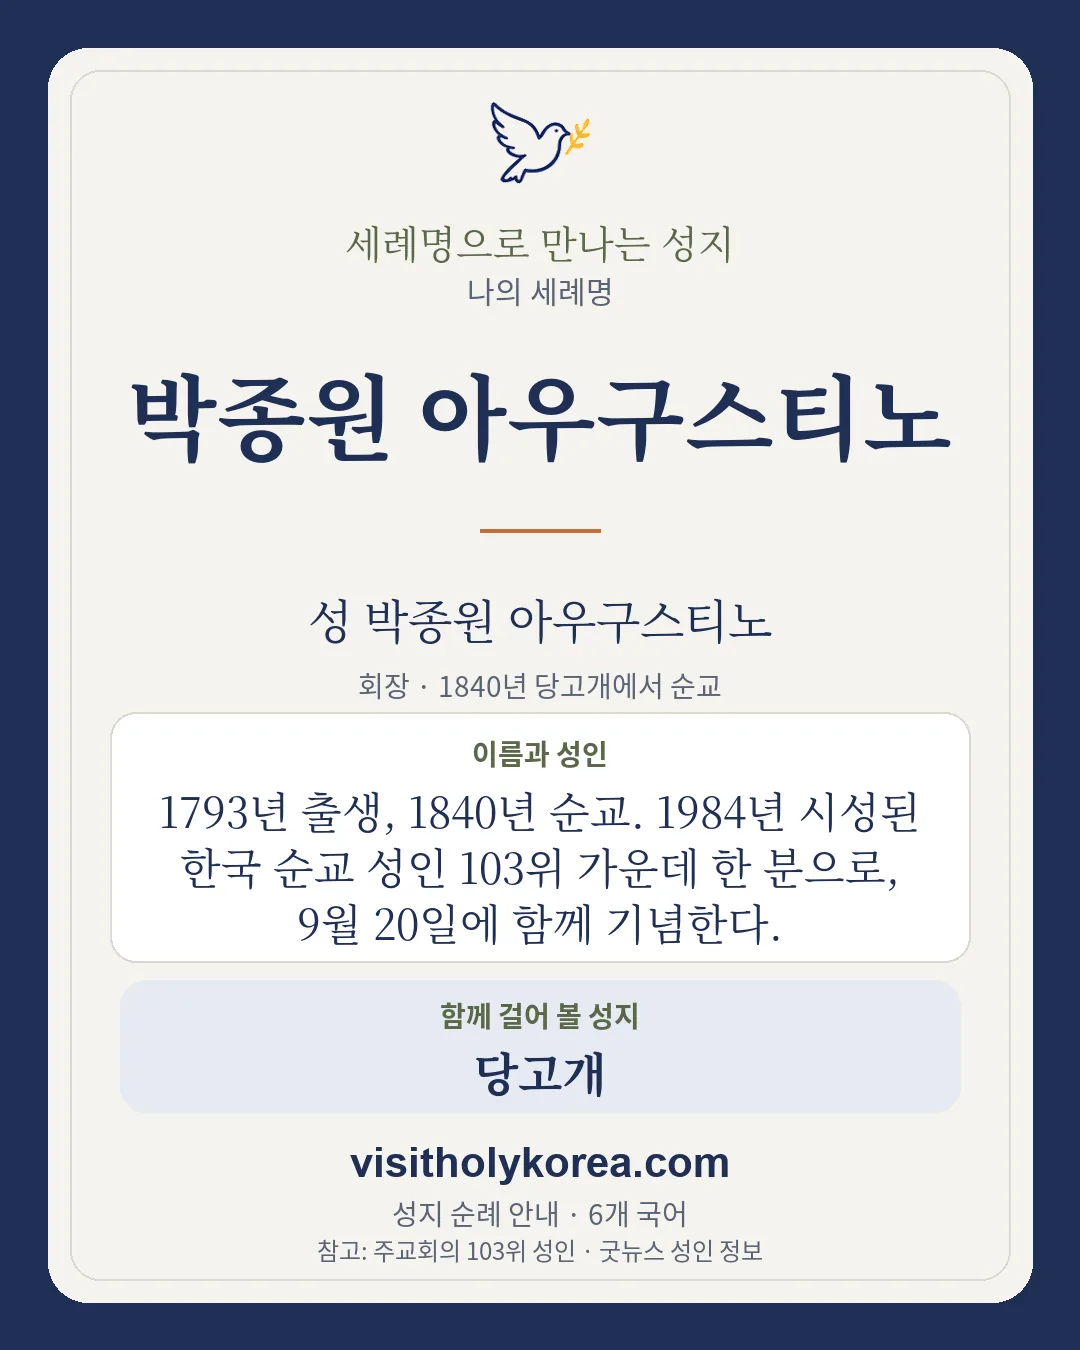 세례명으로 만나는 성지
나의 세례명
박종원 아우구스티노
성 박종원 아우구스티노
회장 · 1840년 당고개에서 순교
이름과 성인
1793년 출생, 1840년 순교. 1984년 시성된
한국 순교 성인 103위 가운데 한 분으로,
9월 20일에 함께 기념한다.
함께 걸어 볼 성지
당고개
visitholykorea.com
성지 순례 안내 · 6개 국어
참고: 주교회의 103위 성인 · 굿뉴스 성인 정보